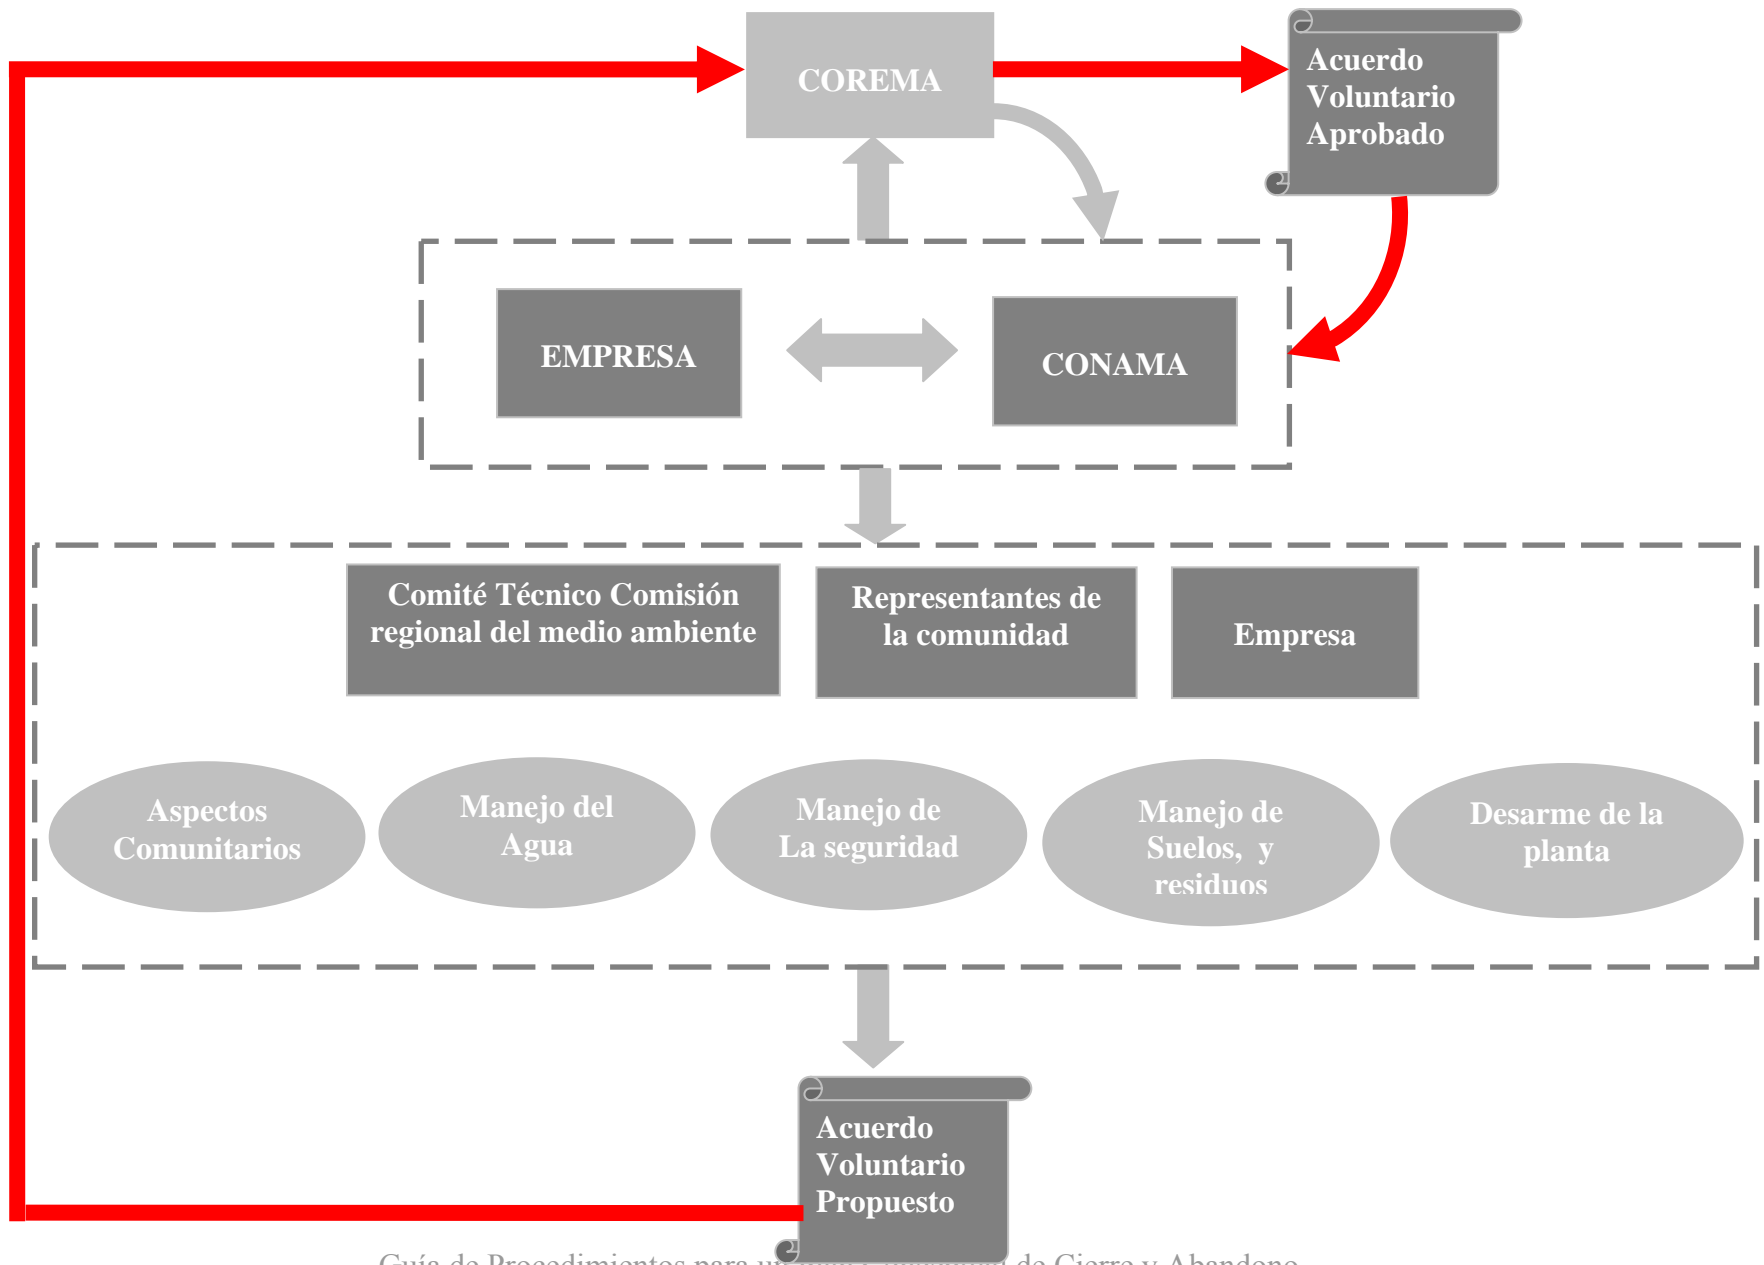 COREMA
Acuerdo
Voluntario
Aprobado
EMPRESA
CONAMA
Comité Técnico Comisión
regional del medio ambiente
Representantes de
la comunidad
Empresa
Aspectos
Comunitarios
Manejo del
Agua
Manejo de
La seguridad
Manejo de
Suelos, y
residuos
Desarme de la
planta
Acuerdo
Voluntario
Propuesto
Guía de Procedimientos para un de Cierre y Abandono